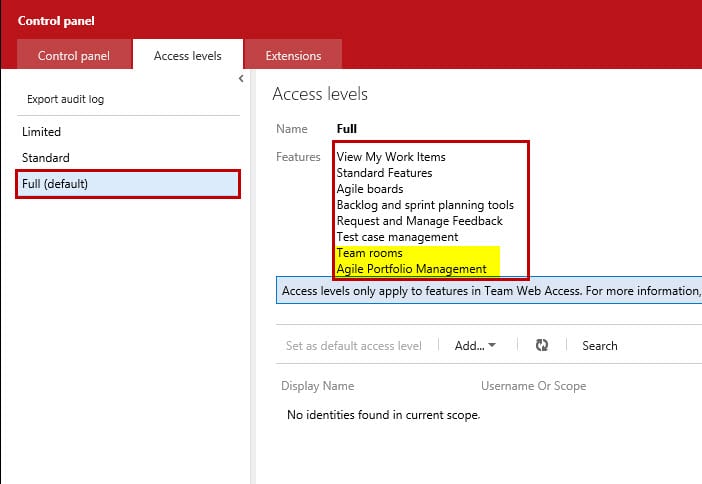 Control panel
Control panel
Access levels
Extensions
Export audit log
Limited
Standard
Full (default)
Access levels
Name Full
Features View My Work Items
Standard Features
Agile boards
Backlog and sprint planning tools
Request and Manage Feedback
Test case management
Team rooms
Agile Portfolio Management
Access levels only apply to features in Team Web Access. For more information,
Set as default access level Add... Search
Display Name Username Or Scope
No identities found in current scope.